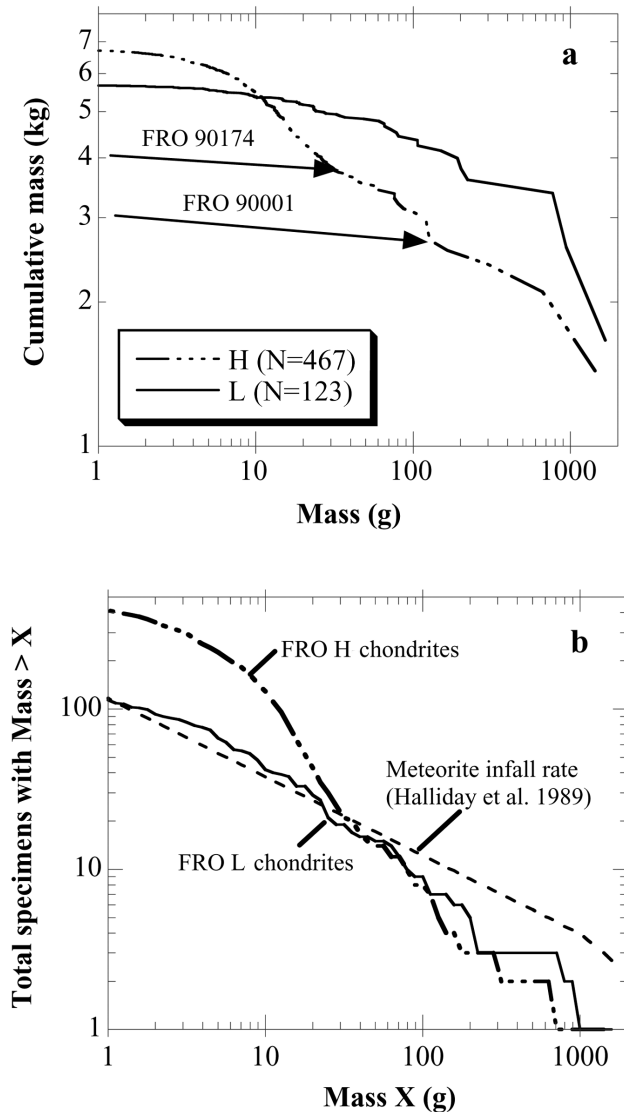 a
7
6
5
4
3
2
1
Cumulative mass (kg)
FRO 90174
FRO 90001
H (N=467)
L (N=123)
1
10
100
1000
Mass (g)
b
100
10
1
Total specimens with Mass > X
FRO H chondrites
Meteorite infall rate
(Halliday et al. 1989)
FRO L chondrites
1
10
100
1000
Mass X (g)